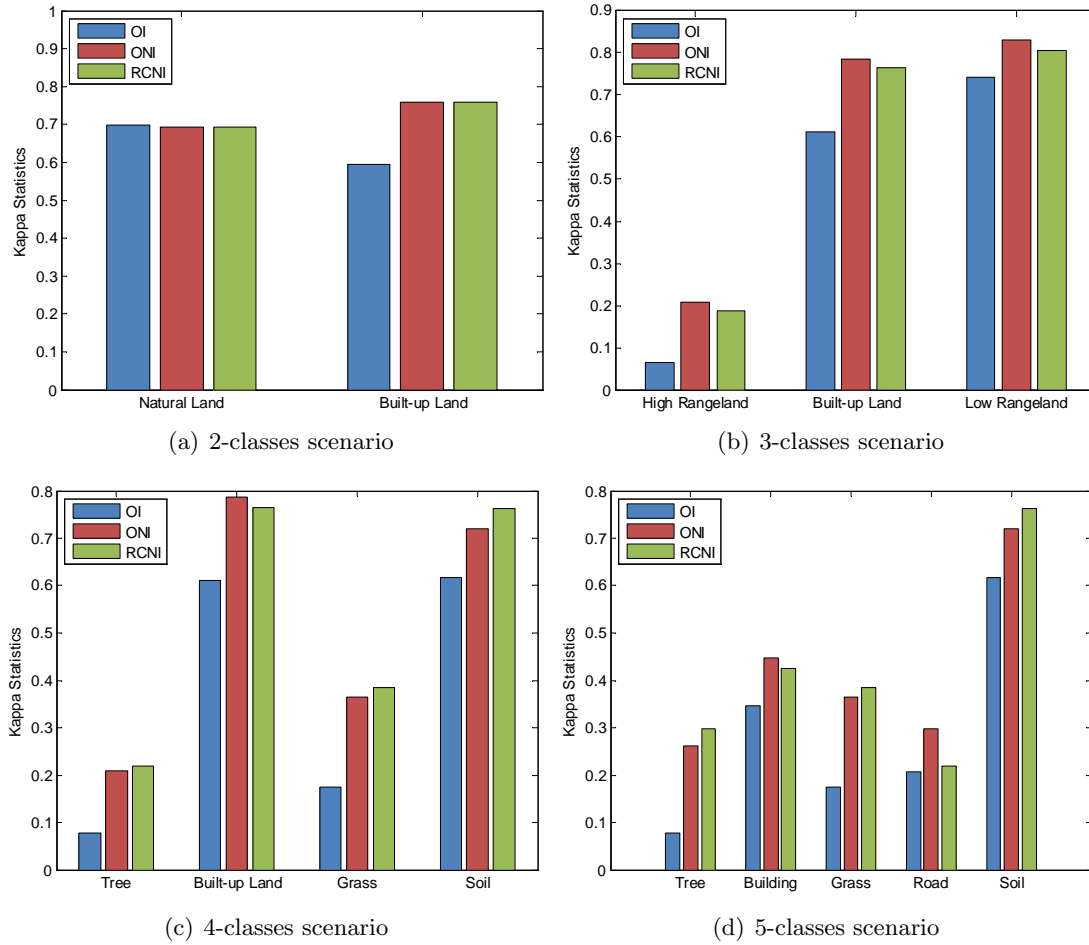 1
0.9
0.8
0.7
0.6
0.5
0.4
0.3
0.2
0.1
0
Kappa Statistics
OI
ONI
RCNI
Natural Land
Built-up Land
(a) 2-classes scenario
0.9
0.8
0.7
0.6
0.5
0.4
0.3
0.2
0.1
0
Kappa Statistics
OI
ONI
RCNI
High Rangeland
Built-up Land
Low Rangeland
(b) 3-classes scenario
0.8
0.7
0.6
0.5
0.4
0.3
0.2
0.1
0
Kappa Statistics
OI
ONI
RCNI
Tree
Built-up Land
Grass
Soil
(c) 4-classes scenario
0.8
0.7
0.6
0.5
0.4
0.3
0.2
0.1
0
Kappa Statistics
OI
ONI
RCNI
Tree
Building
Grass
Road
Soil
(d) 5-classes scenario